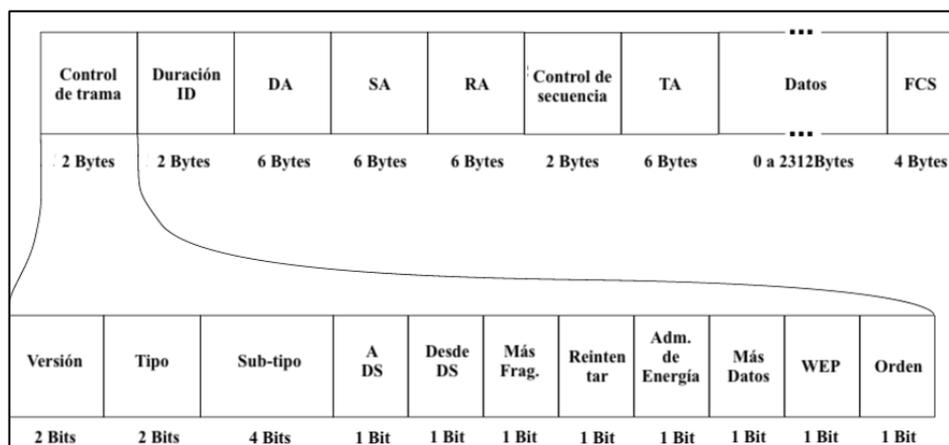 Control de trama
Duración ID
DA
SA
RA
Control de secuencia
TA
Datos
FCS
2 Bytes
2 Bytes
6 Bytes
6 Bytes
6 Bytes
2 Bytes
6 Bytes
0 a 2312Bytes
4 Bytes
Versión
Tipo
Sub-tipo
A DS
Desde DS
Más Frag.
Reinten tar
Adm. de Energía
Más Datos
WEP
Orden
2 Bits
2 Bits
4 Bits
1 Bit
1 Bit
1 Bit
1 Bit
1 Bit
1 Bit
1 Bit
1 Bit